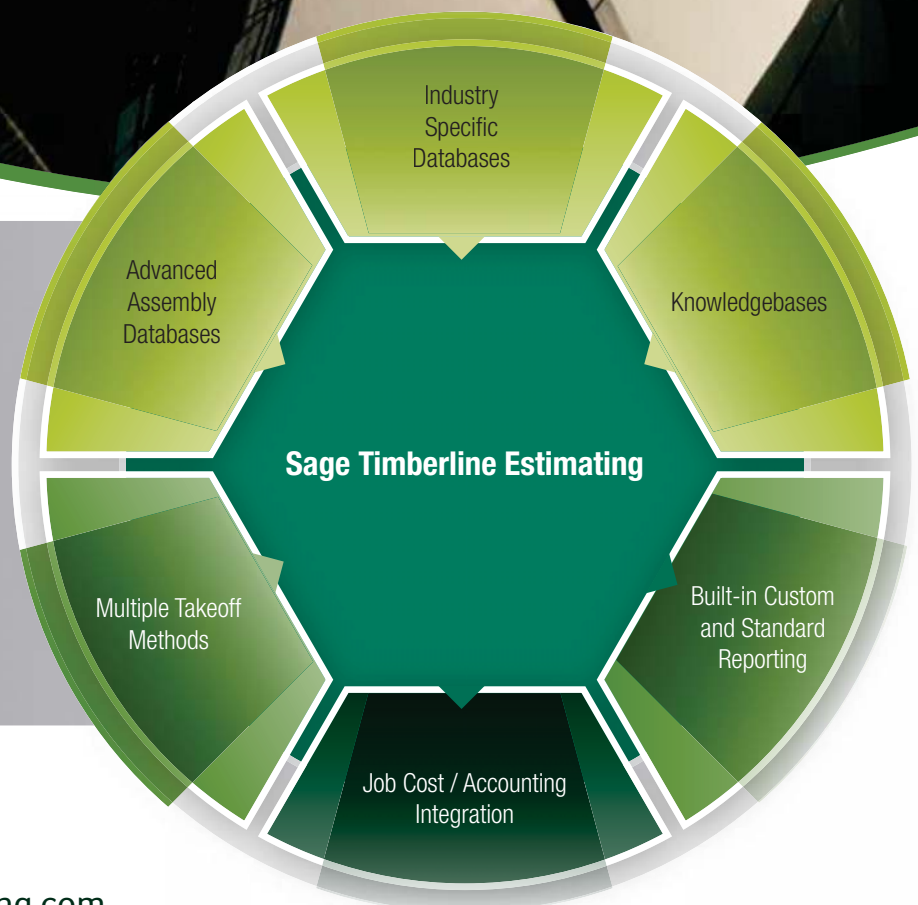 Industry
Specific
Databases
Advanced
Assembly
Databases
Knowledgebases
Sage Timberline Estimating
Multiple Takeoff
Methods
Built-in Custom
and Standard
Reporting
Job Cost / Accounting
Integration